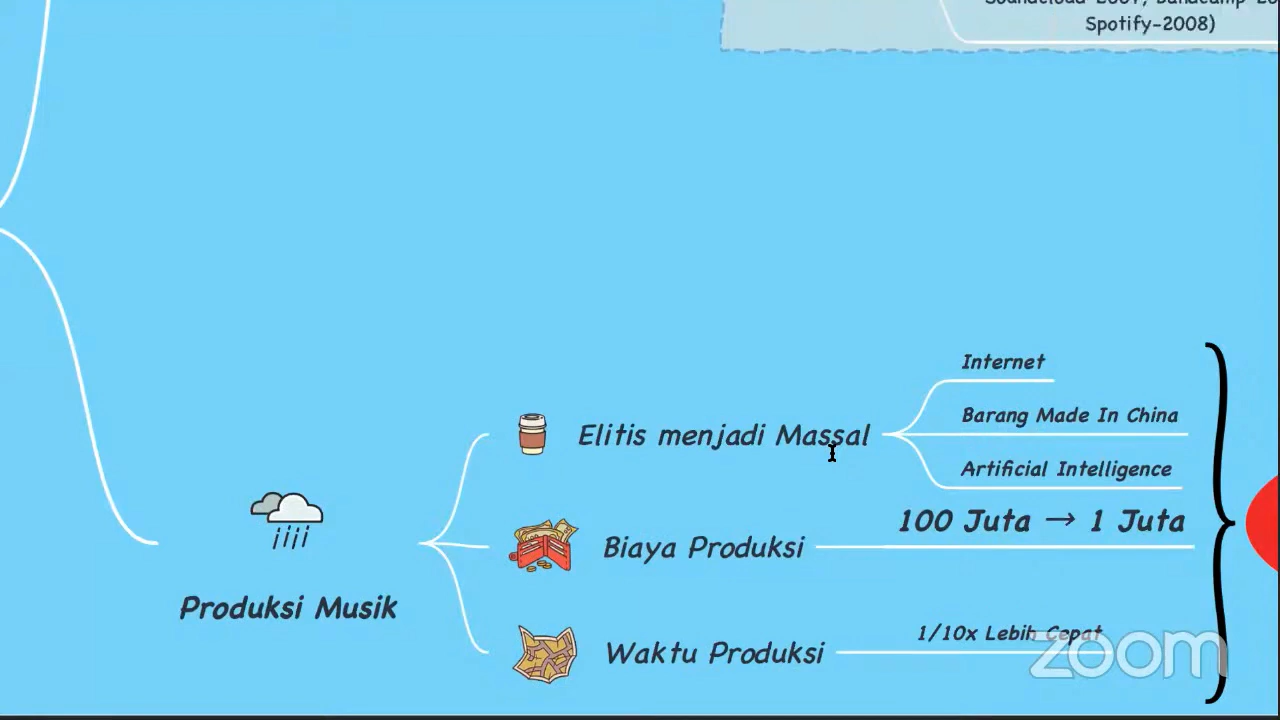 Spotify-2008)
Internet
Barang Made In China
Elitis menjadi Massal
Artificial Intelligence
100 Juta → 1 Juta
Biaya Produksi
Produksi Musik
1/10x Lebih Cepat
Waktu Produksi
zoom